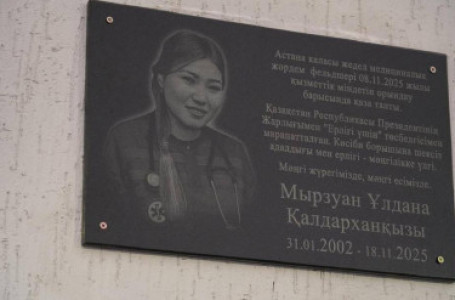 Астана қаласы жедел медициналық
жәрдем фельдшері 08.11.2025 жылы
қызметтік міндетін орындау
барысында қаза тапты.
Қазақстан Республикасы Президентінің
Жарлығымен "Ерлігі үшін" төсбелгісімен
марапатталған. Кәсіби борышына шексіз
адалдығы мен ерлігі - мәңгілікке үлгі.
Мәңгі жүрегімізде, мәңгі есімізде.
Мырзуан Ұлдана
Қалдарханқызы
31.01.2002 - 18.11.2025